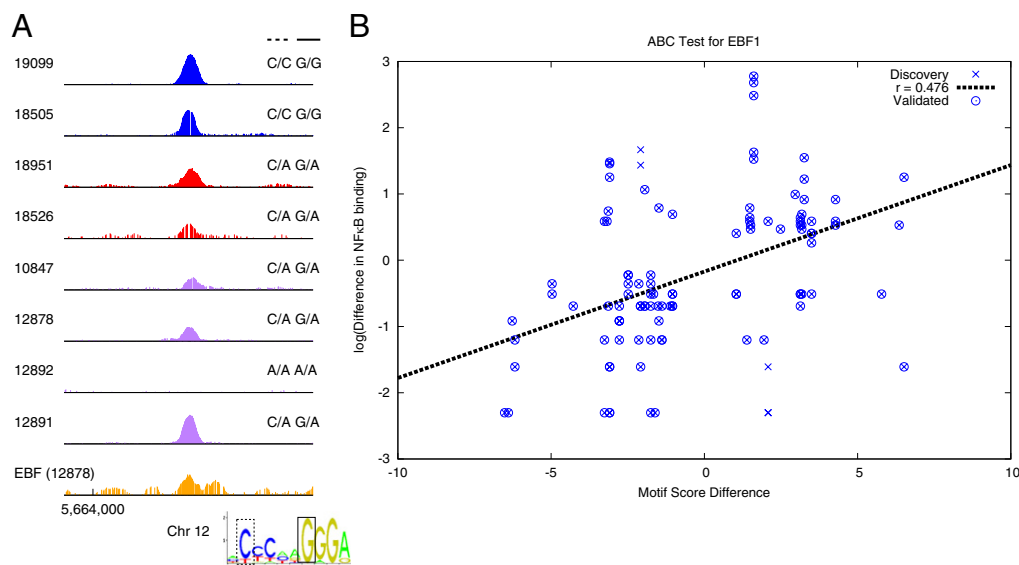 A
19099
C/C G/G
18505
C/C G/G
18951
C/A G/A
18526
C/A G/A
10847
C/A G/A
12878
C/A G/A
12892
A/A A/A
12891
C/A G/A
EBF (12878)
5,664,000
Chr 12
B
ABC Test for EBF1
Discovery
r = 0.476
Validated
log(Difference in NFκB binding)
3
2
1
0
-1
-2
-3
-10
-5
0
5
10
Motif Score Difference